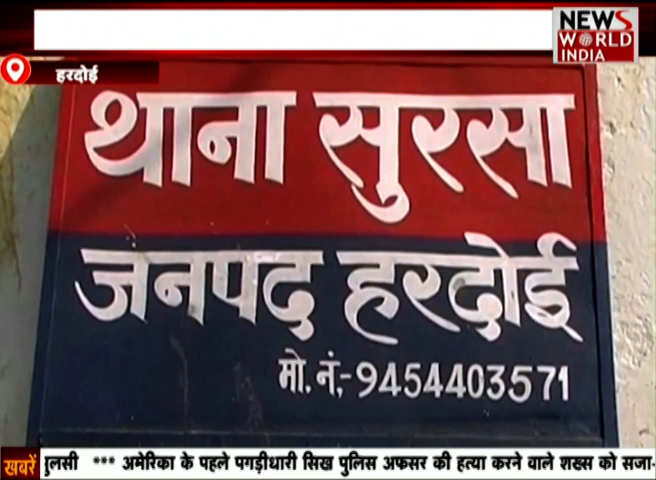 NEWS
WORLD
INDIA
हरदोई
थाना सुरसा
जनपद हरदोई
मो. नं.-9454403571
खबरें ुलसी *** अमेरिका के पहले पगड़ीधारी सिख पुलिस अफसर की हत्या करने वाले शख्स को सजा-